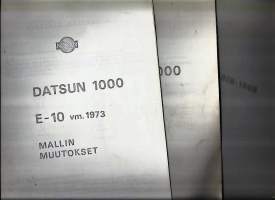 DATSUN 1000
E-10 vm. 1973
MALLIN
MUUTOKSET
000